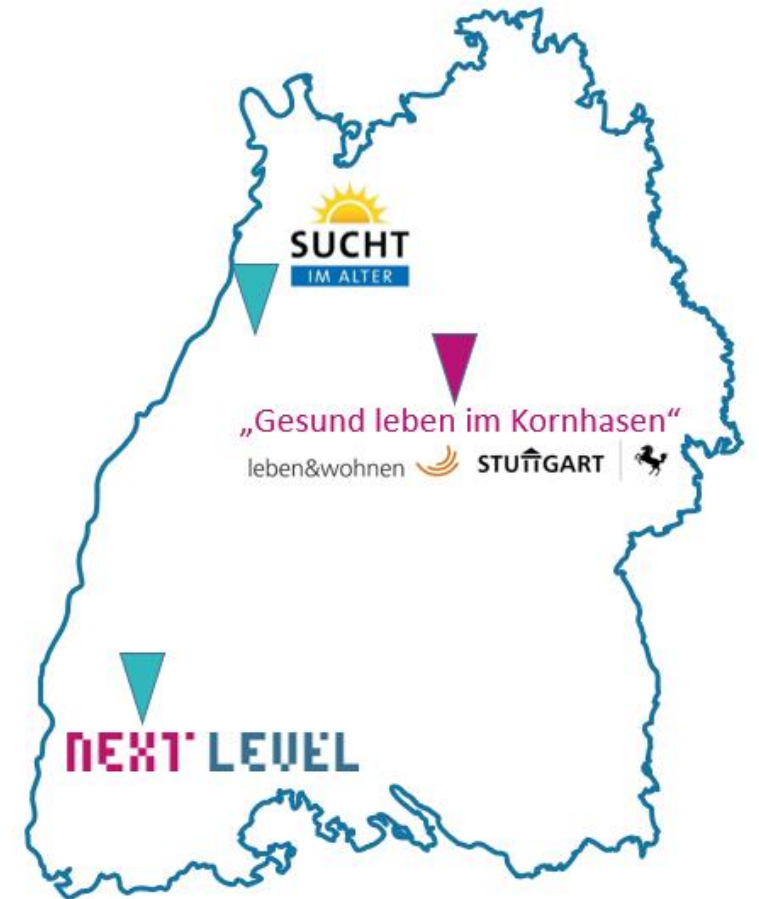 SUCHT
IM ALTER
„Gesund leben im Kornhasen“
leben&wohnen STUTTGART
NEXT LEVEL